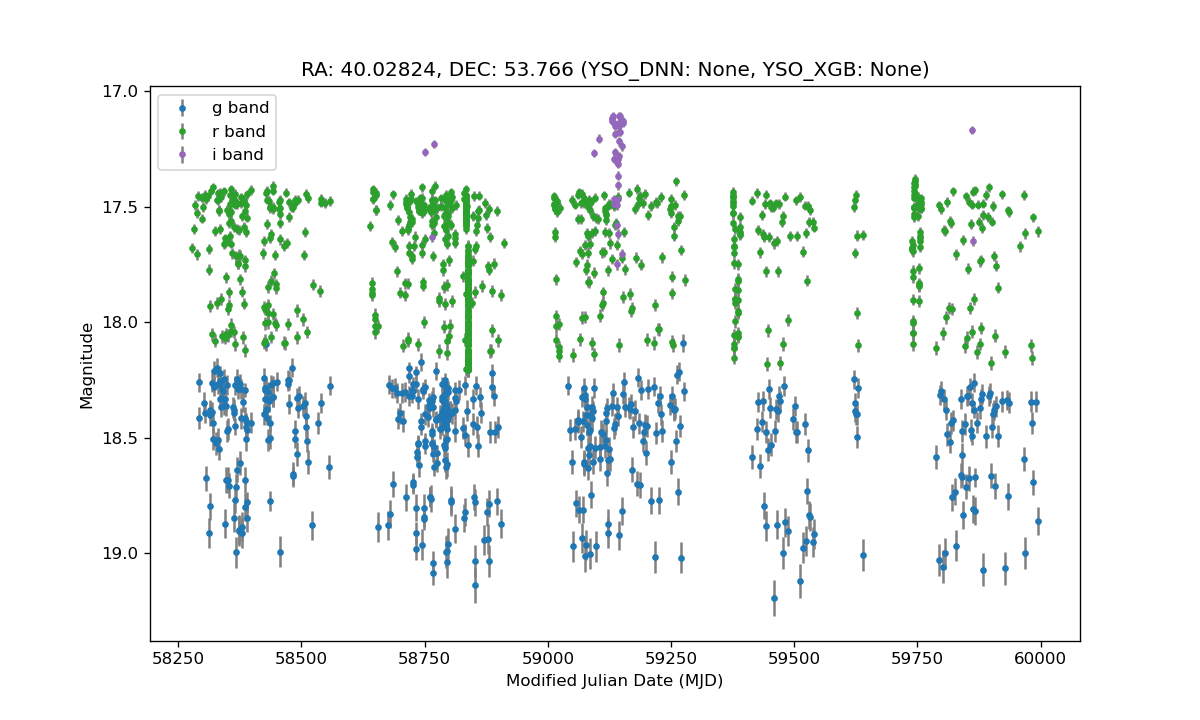 RA: 40.02824, DEC: 53.766 (YSO_DNN: None, YSO_XGB: None)
g band
r band
i band
17.0
17.5
18.0
18.5
19.0
Magnitude
58250 58500 58750 59000 59250 59500 59750 60000
Modified Julian Date (MJD)